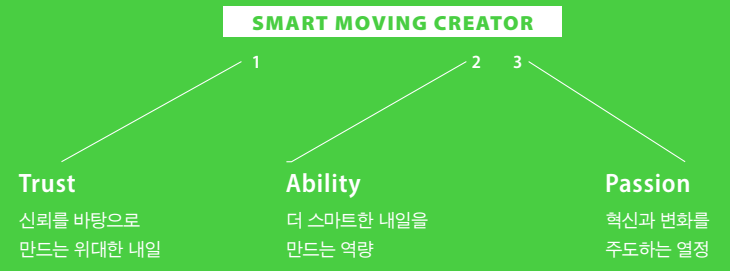 SMART MOVING CREATOR
1 2 3
Trust
신뢰를 바탕으로
만드는 위대한 내일
Ability
더 스마트한 내일을
만드는 역량
Passion
혁신과 변화를
주도하는 열정